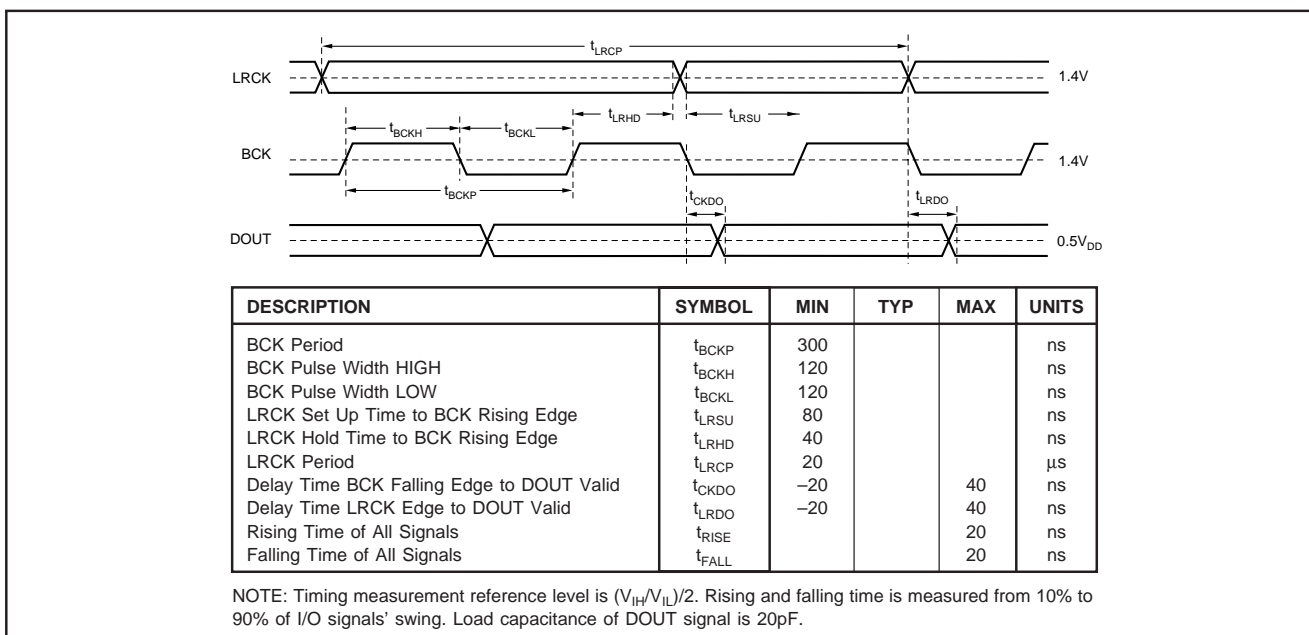 tLRCP
LRCK
1.4V
tLRHD
tLRSU
tBCKH
tBCKL
BCK
1.4V
tBCKP
tCKDO
tLRDO
DOUT
0.5VDD
DESCRIPTION SYMBOL MIN TYP MAX UNITS
BCK Period tBCKP 300 ns
BCK Pulse Width HIGH tBCKH 120 ns
BCK Pulse Width LOW tBCKL 120 ns
LRCK Set Up Time to BCK Rising Edge tLRSU 80 ns
LRCK Hold Time to BCK Rising Edge tLRHD 40 ns
LRCK Period tLRCP 20 μs
Delay Time BCK Falling Edge to DOUT Valid tCKDO –20 40 ns
Delay Time LRCK Edge to DOUT Valid tLRDO –20 40 ns
Rising Time of All Signals tRISE 20 ns
Falling Time of All Signals tFALL 20 ns
NOTE: Timing measurement reference level is (VIH/VIL)/2. Rising and falling time is measured from 10% to
90% of I/O signals' swing. Load capacitance of DOUT signal is 20pF.